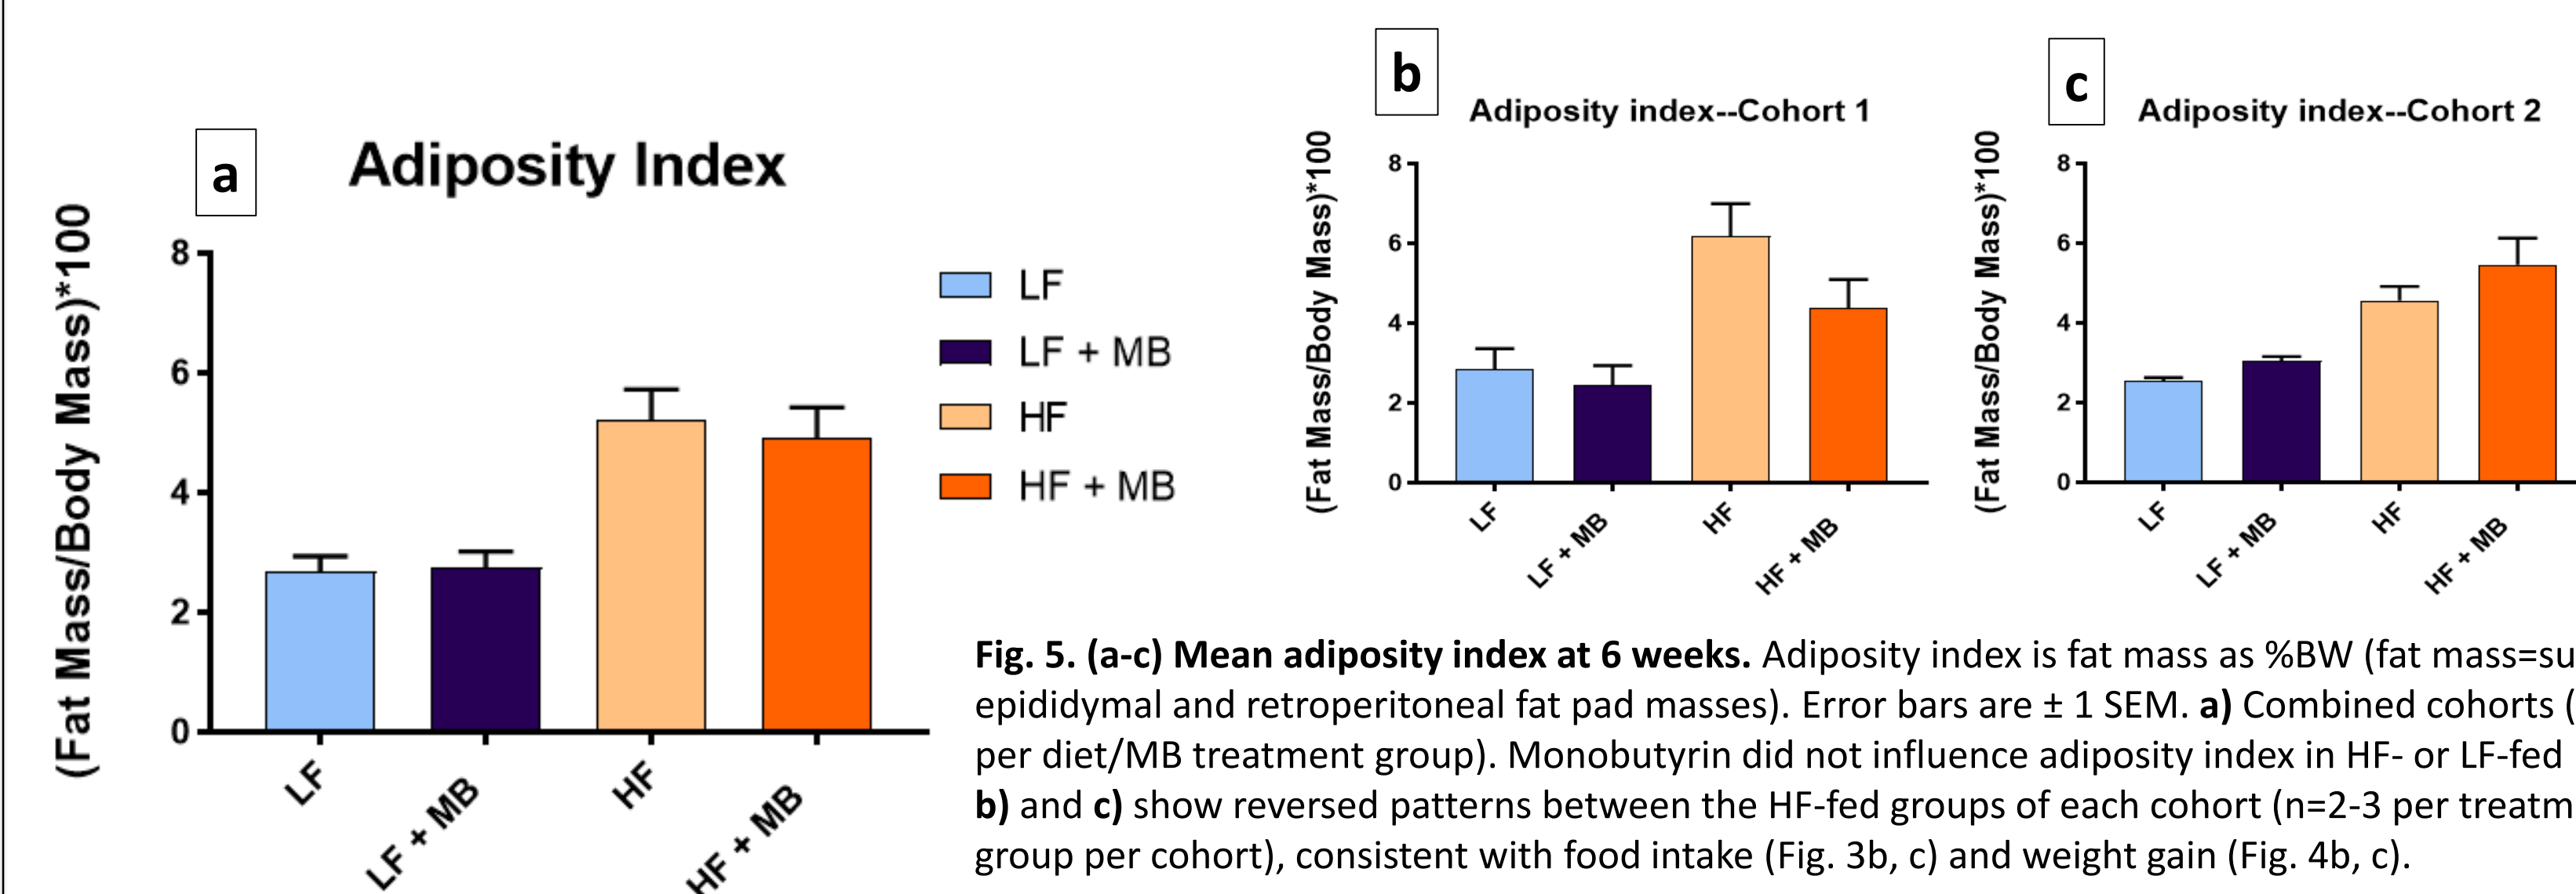 a
Adiposity Index
(Fat Mass/Body Mass)*100
8
6
4
2
0
LF
LF + MB
HF
HF + MB
LF
LF + MB
HF
HF + MB
b
Adiposity index--Cohort 1
(Fat Mass/Body Mass)*100
8
6
4
2
0
LF
LF + MB
HF
HF + MB
c
Adiposity index--Cohort 2
(Fat Mass/Body Mass)*100
8
6
4
2
0
LF
LF + MB
HF
HF + MB
Fig. 5. (a-c) Mean adiposity index at 6 weeks. Adiposity index is fat mass as %BW (fat mass=su
epididymal and retroperitoneal fat pad masses). Error bars are ± 1 SEM. a) Combined cohorts (
per diet/MB treatment group). Monobutyrin did not influence adiposity index in HF- or LF-fed
b) and c) show reversed patterns between the HF-fed groups of each cohort (n=2-3 per treatm
group per cohort), consistent with food intake (Fig. 3b, c) and weight gain (Fig. 4b, c).